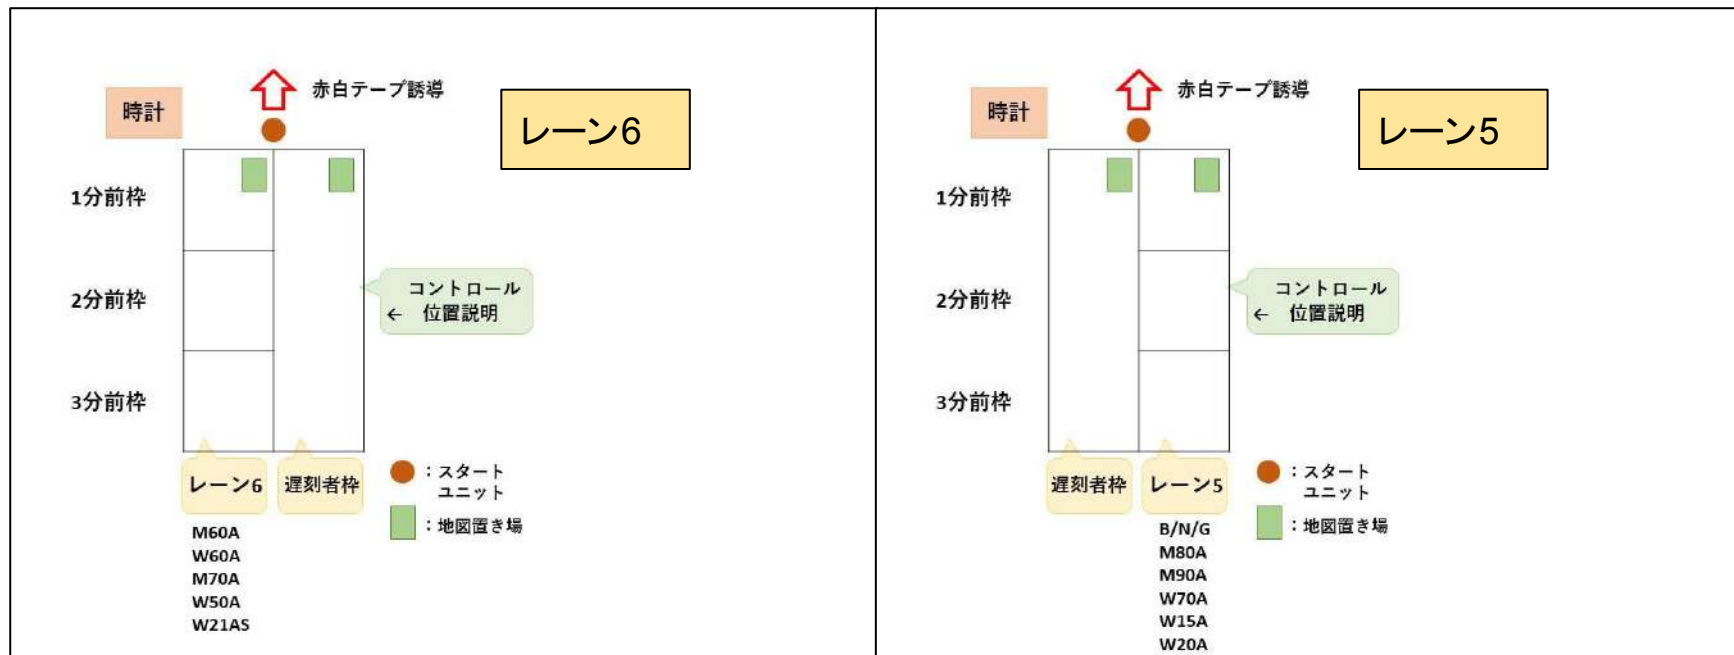 時計
赤白テープ誘導
レーン6
1分前枠
2分前枠
3分前枠
コントロール
← 位置説明
レーン6
遅刻者枠
：スタート
ユニット
：地図置き場
M60A
W60A
M70A
W50A
W21AS
時計
赤白テープ誘導
レーン5
1分前枠
2分前枠
3分前枠
コントロール
← 位置説明
遅刻者枠
レーン5
：スタート
ユニット
：地図置き場
B/N/G
M80A
M90A
W70A
W15A
W20A